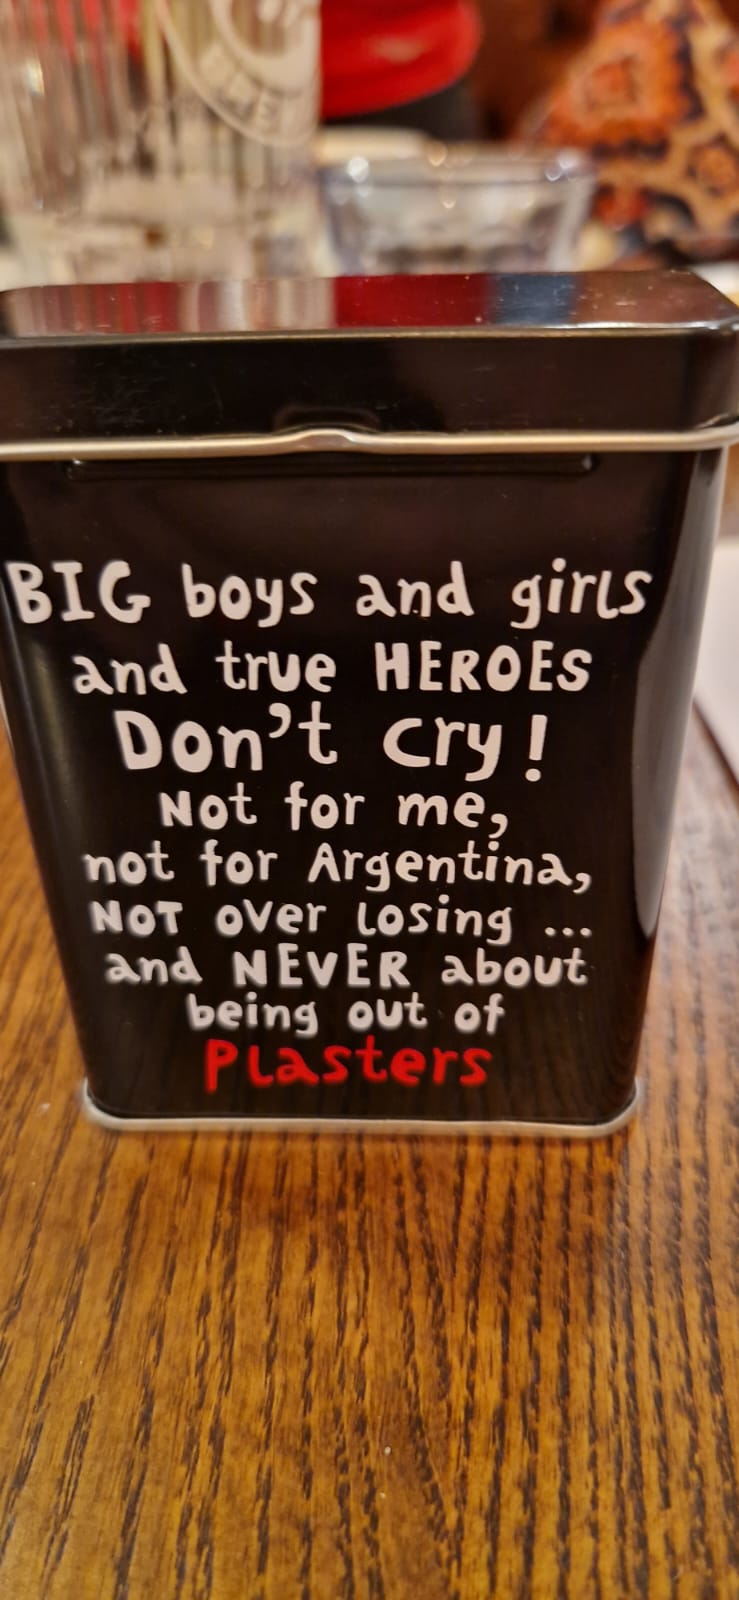 BIG boys and girls
and true HEROES
Don't cry!
Not for me,
not for Argentina,
NOT over losing ...
and NEVER about
being out of
Plasters